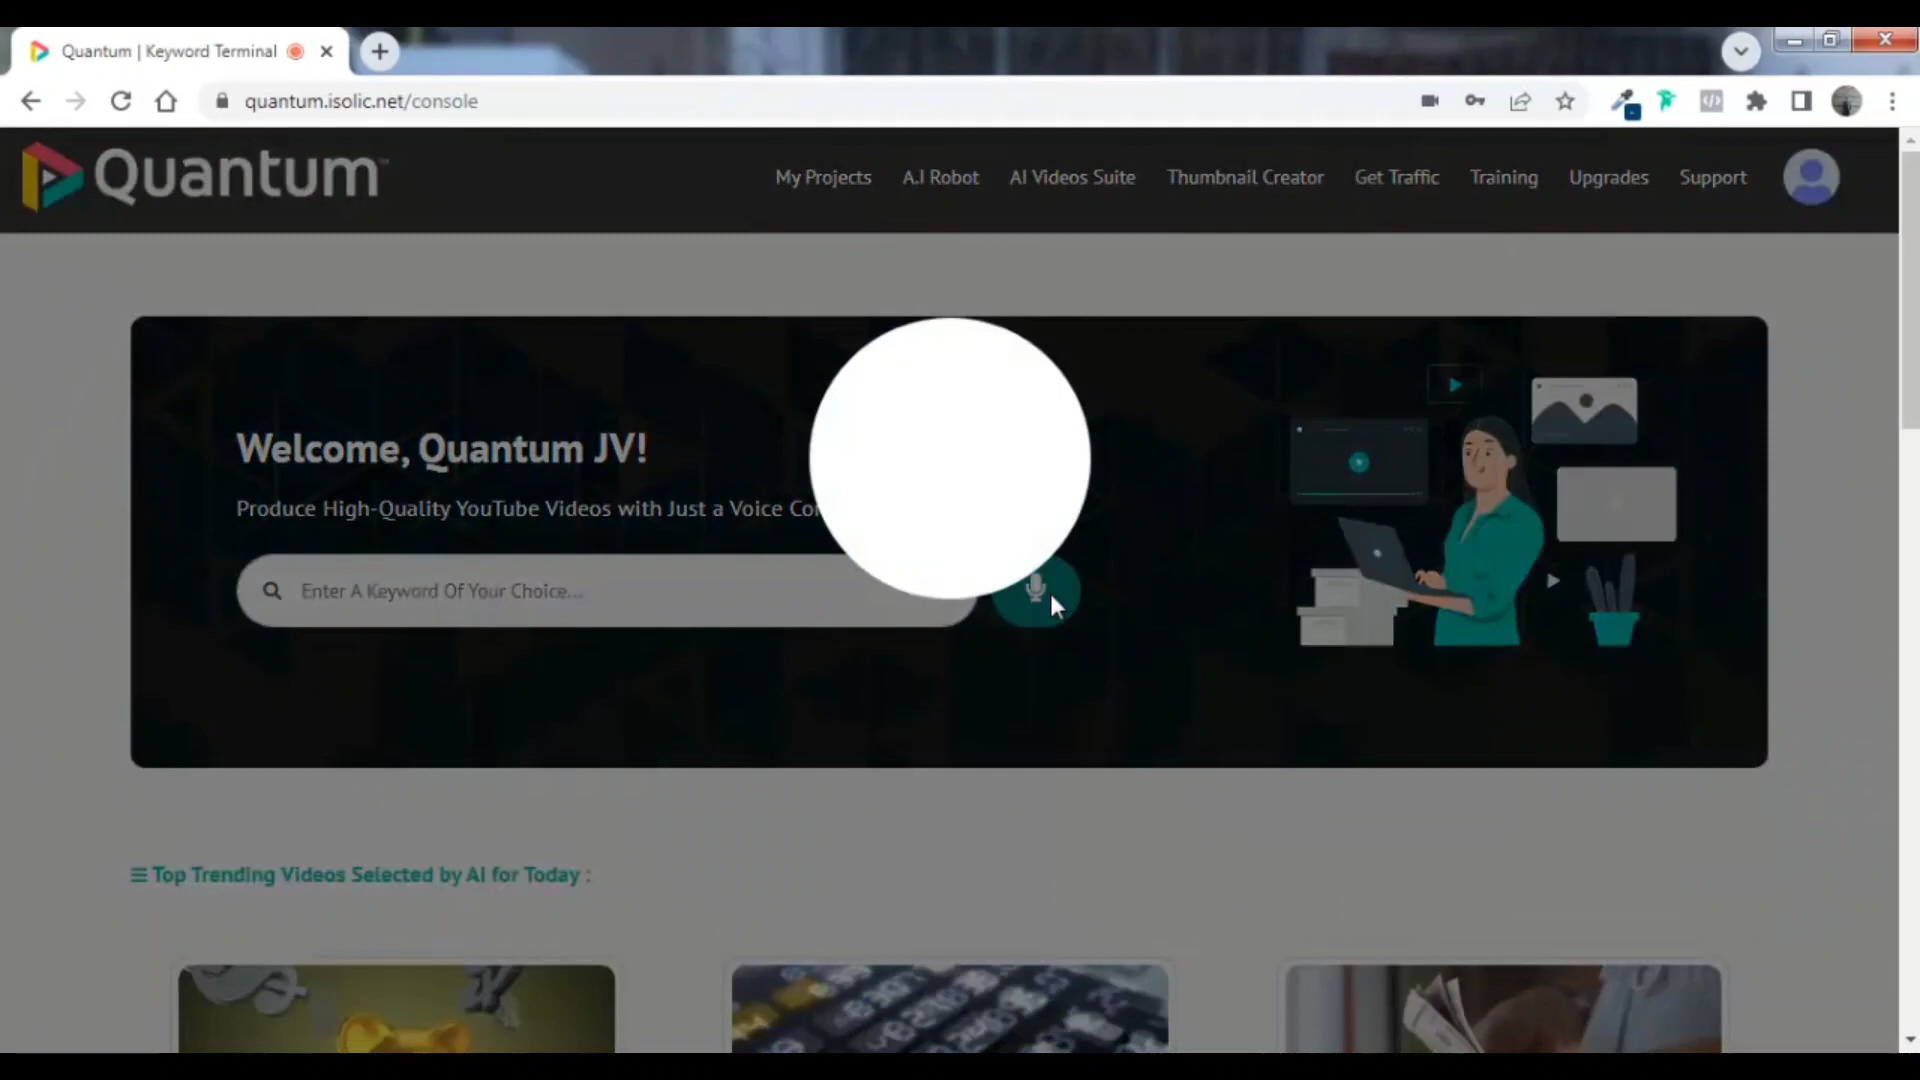 Quantum | Keyword Terminal
quantum.isolic.net/console
Quantum
My Projects A.I Robot AI Videos Suite Thumbnail Creator Get Traffic Training Upgrades Support
Welcome, Quantum JV!
Produce High-Quality YouTube Videos with Just a Voice Co
Enter A Keyword Of Your Choice...
Top Trending Videos Selected by AI for Today :